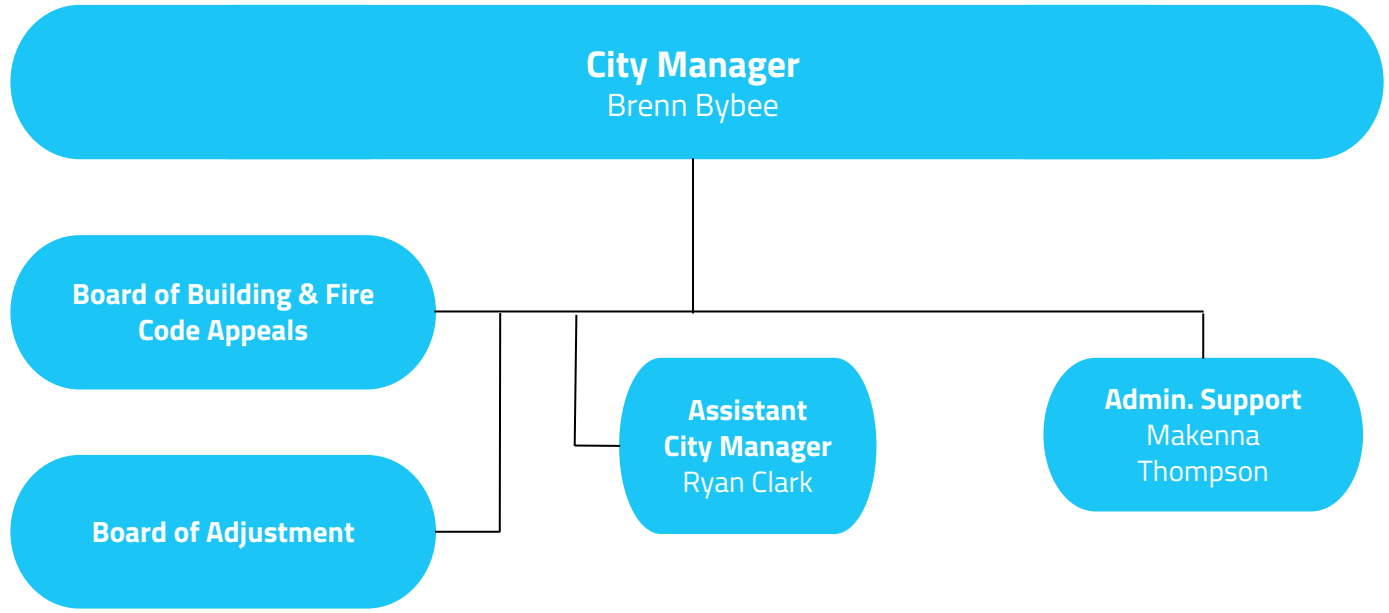 City Manager
Brenn Bybee
Board of Building & Fire
Code Appeals
Assistant
City Manager
Ryan Clark
Admin. Support
Makenna
Thompson
Board of Adjustment